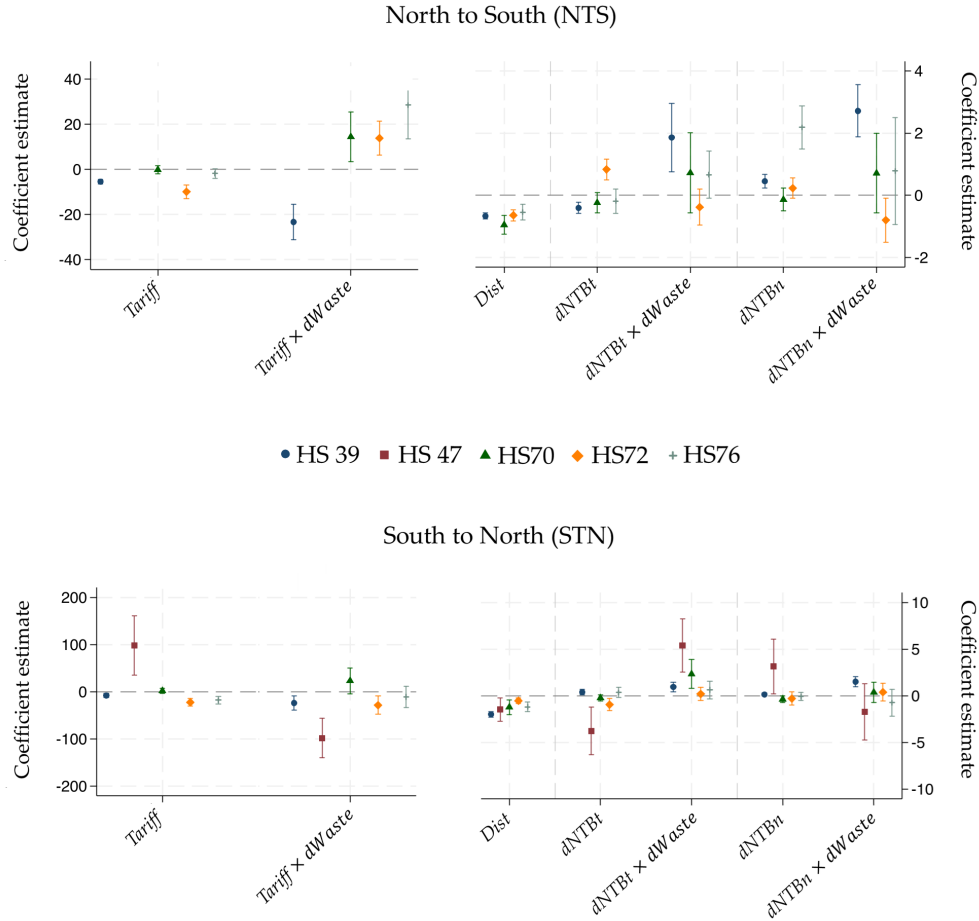 North to South (NTS)
Coefficient estimate
40
20
0
-20
-40
Tariff
Tariff × dWaste
4
2
0
-2
Coefficient estimate
Dist
dNTBt
dNTBt × dWaste
dNTBn
dNTBn × dWaste
HS 39 HS 47 HS70 HS72 HS76
South to North (STN)
Coefficient estimate
200
100
0
-100
-200
Tariff
Tariff × dWaste
10
5
0
-5
-10
Coefficient estimate
Dist
dNTBt
dNTBt × dWaste
dNTBn
dNTBn × dWaste